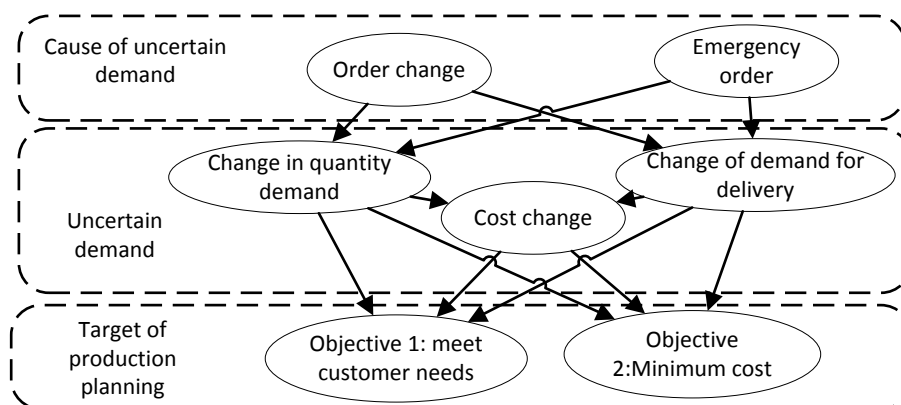 Cause of uncertain
demand
Order change
Emergency
order
Change in quantity
demand
Change of demand for
delivery
Cost change
Uncertain
demand
Target of
production
planning
Objective 1: meet
customer needs
Objective
2:Minimum cost